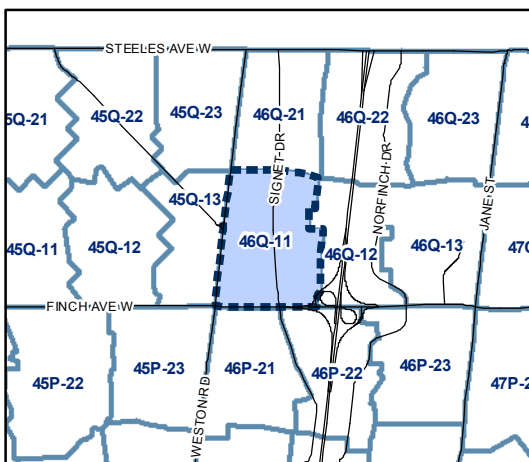 STEELES AVE W
5Q-21
45Q-22
45Q-23
46Q-21
46Q-22
46Q-23
SIGNET DR
NORFINCH DR
JANE ST
45Q-13
45Q-11
45Q-12
46Q-11
46Q-12
46Q-13
47Q
FINCH AVE W
45P-22
45P-23
46P-21
46P-22
46P-23
47P-2
WESTON RD